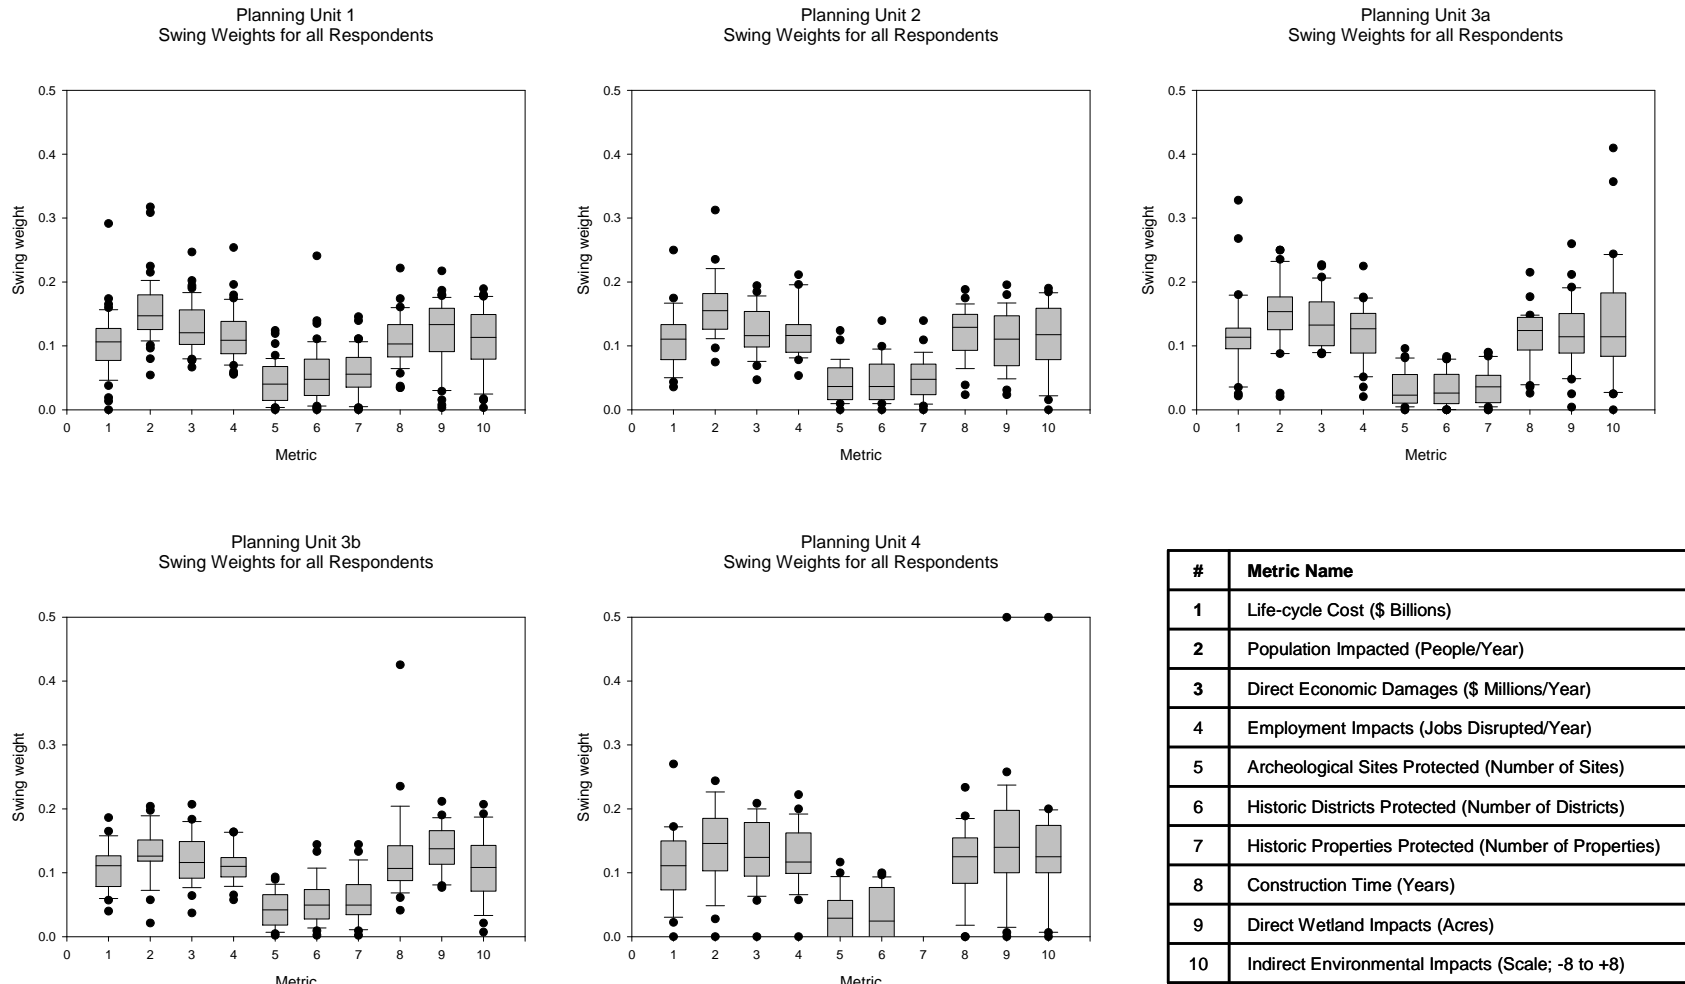 Planning Unit 1
Swing Weights for all Respondents
Swing weight
0.5
0.4
0.3
0.2
0.1
0.0
0 1 2 3 4 5 6 7 8 9 10
Metric
Planning Unit 2
Swing Weights for all Respondents
Swing weight
0.5
0.4
0.3
0.2
0.1
0.0
0 1 2 3 4 5 6 7 8 9 10
Metric
Planning Unit 3a
Swing Weights for all Respondents
Swing weight
0.5
0.4
0.3
0.2
0.1
0.0
0 1 2 3 4 5 6 7 8 9 10
Metric
Planning Unit 3b
Swing Weights for all Respondents
Swing weight
0.5
0.4
0.3
0.2
0.1
0.0
0 1 2 3 4 5 6 7 8 9 10
Metric
Planning Unit 4
Swing Weights for all Respondents
Swing weight
0.5
0.4
0.3
0.2
0.1
0.0
0 1 2 3 4 5 6 7 8 9 10
Metric
# Metric Name
1 Life-cycle Cost ($ Billions)
2 Population Impacted (People/Year)
3 Direct Economic Damages ($ Millions/Year)
4 Employment Impacts (Jobs Disrupted/Year)
5 Archeological Sites Protected (Number of Sites)
6 Historic Districts Protected (Number of Districts)
7 Historic Properties Protected (Number of Properties)
8 Construction Time (Years)
9 Direct Wetland Impacts (Acres)
10 Indirect Environmental Impacts (Scale; -8 to +8)